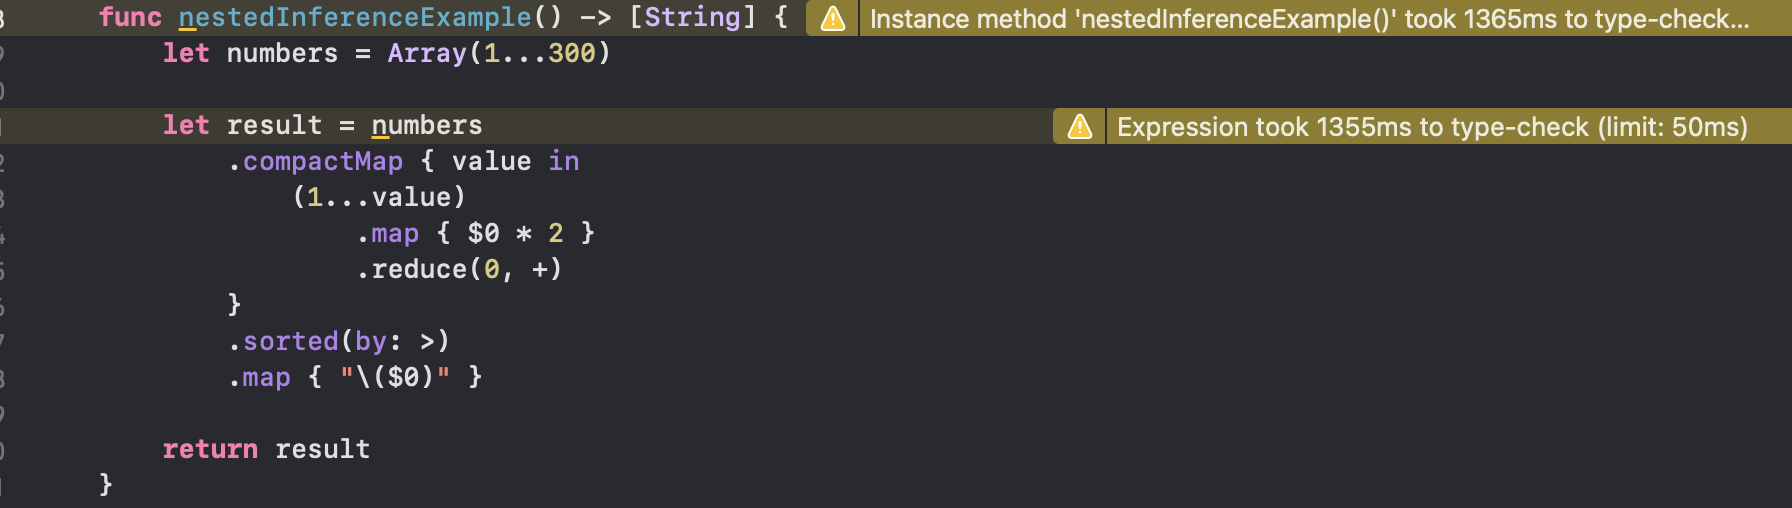 func nestedInferenceExample() -> [String] { Instance method 'nestedInferenceExample()' took 1365ms to type-check...
let numbers = Array(1...300)
let result = numbers Expression took 1355ms to type-check (limit: 50ms)
.compactMap { value in
(1...value)
.map { $0 * 2 }
.reduce(0, +)
}
.sorted(by: >)
.map { "\($0)" }
return result
}